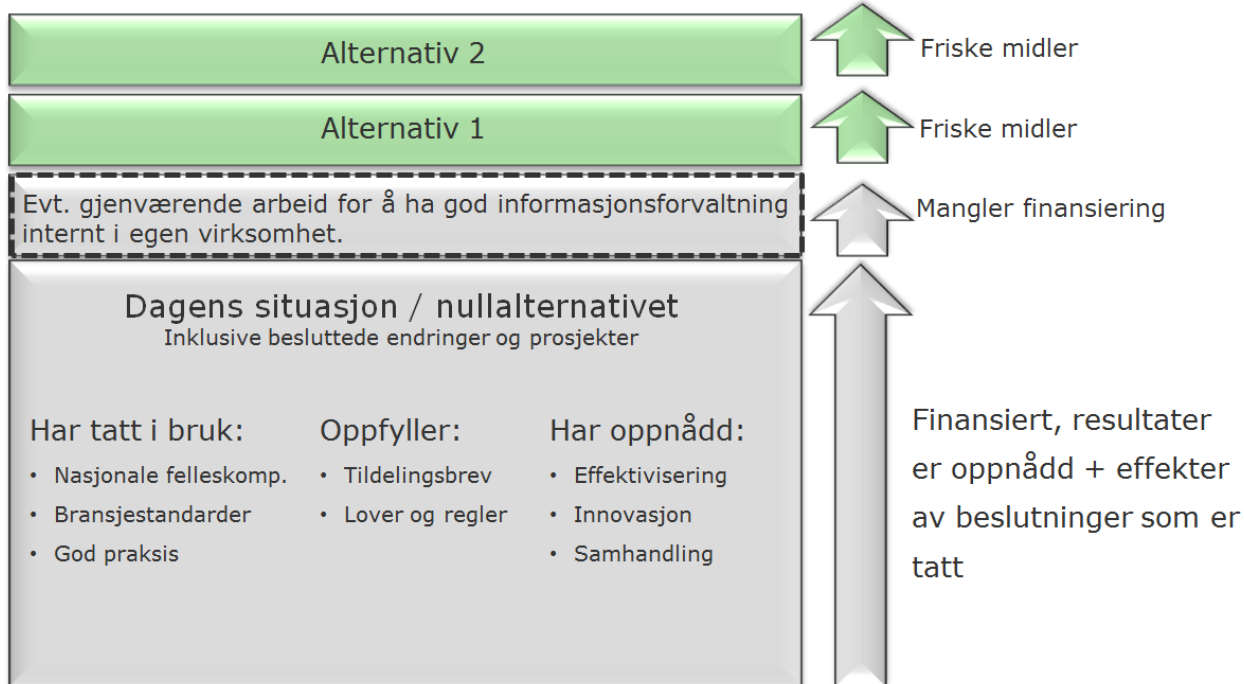 Alternativ 2
Friske midler
Alternativ 1
Friske midler
Evt. gjenværende arbeid for å ha god informasjonsforvaltning
internt i egen virksomhet.
Mangler finansiering
Dagens situasjon / nullalternativet
Inklusive besluttede endringer og prosjekter
Har tatt i bruk:
• Nasjonale felleskomp.
• Bransjestandarder
• God praksis
Oppfyller:
• Tildelingsbrev
• Lover og regler
Har oppnådd:
• Effektivisering
• Innovasjon
• Samhandling
Finansiert, resultater
er oppnådd + effekter
av beslutninger som er
tatt